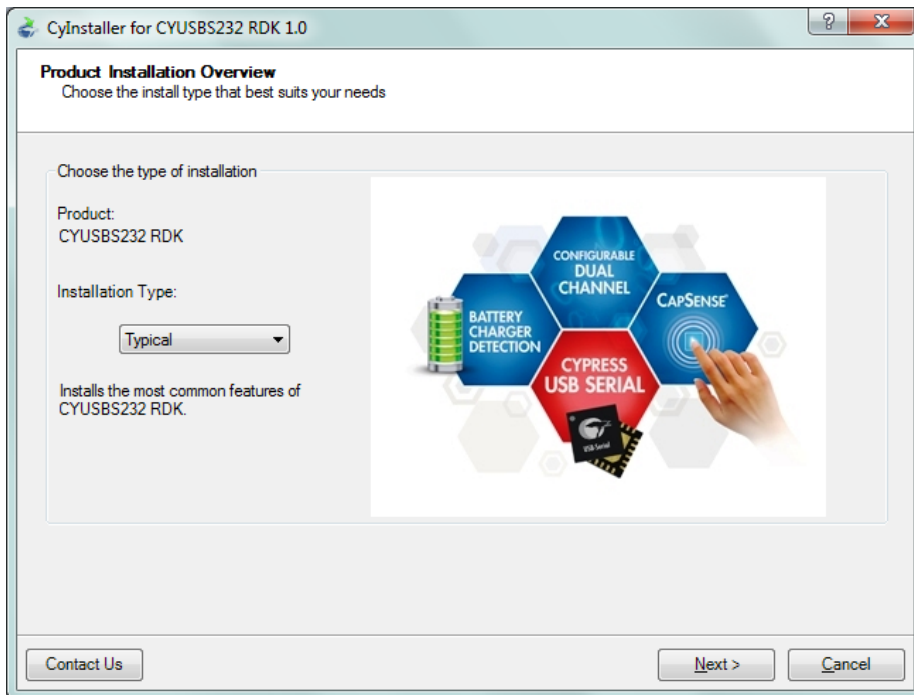 CyInstaller for CYUSBS232 RDK 1.0
?
X
Product Installation Overview
Choose the install type that best suits your needs
Choose the type of installation
Product:
CYUSBS232 RDK
Installation Type:
Typical
Installs the most common features of
CYUSBS232 RDK.
CONFIGURABLE
DUAL
CHANNEL
BATTERY
CHARGER
DETECTION
CAPSENSE®
CYPRESS
USB SERIAL
USB Serial
Contact Us
Next >
Cancel